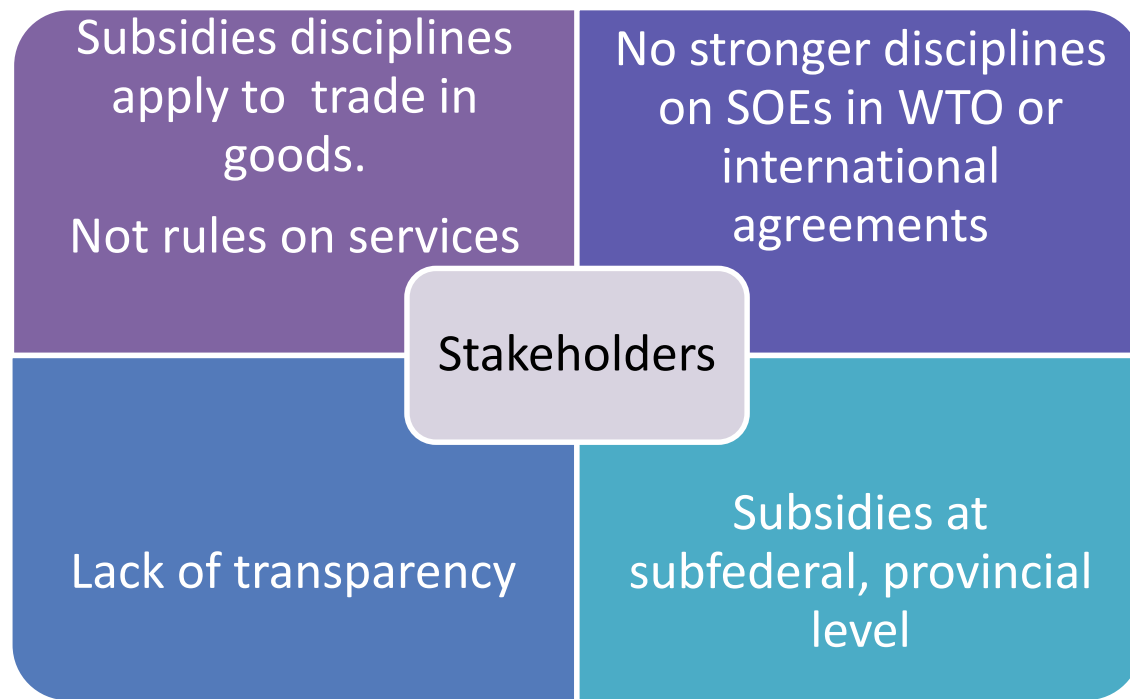 Subsidies disciplines
apply to  trade in
goods.
Not rules on services
No stronger disciplines
on SOEs in WTO or
international
agreements
Stakeholders
Lack of transparency
Subsidies at
subfederal, provincial
level